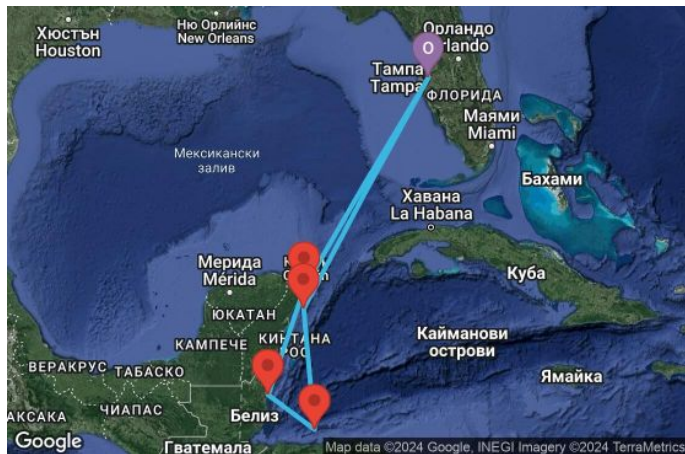 Хюстън
Houston
Ню Орлийнс
New Orleans
Орландо
Тампа
Tampa
ФЛОРИДА
Маями
Miami
Мексикански
залив
Бахами
Хавана
La Habana
Мерида
Mérida
Куба
ЮКАТАН
КАМПЕЧЕ
Кайманови
острови
ВЕРАКРУС
ТАБАСКО
Ямайка
ЧИАПАС
Белиз
Гватемала
Google
Map data ©2024 Google, INEGI Imagery ©2024 TerraMetrics